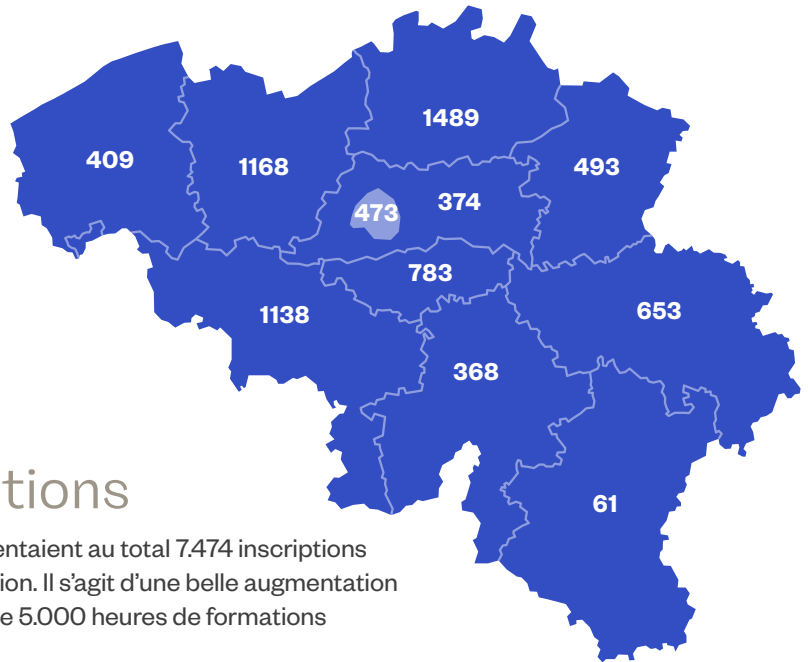 1489
409
1168
493
374
473
783
1138
653
368
61
tions
entaient au total 7.474 inscriptions
ion. Il s'agit d'une belle augmentation
e 5.000 heures de formations